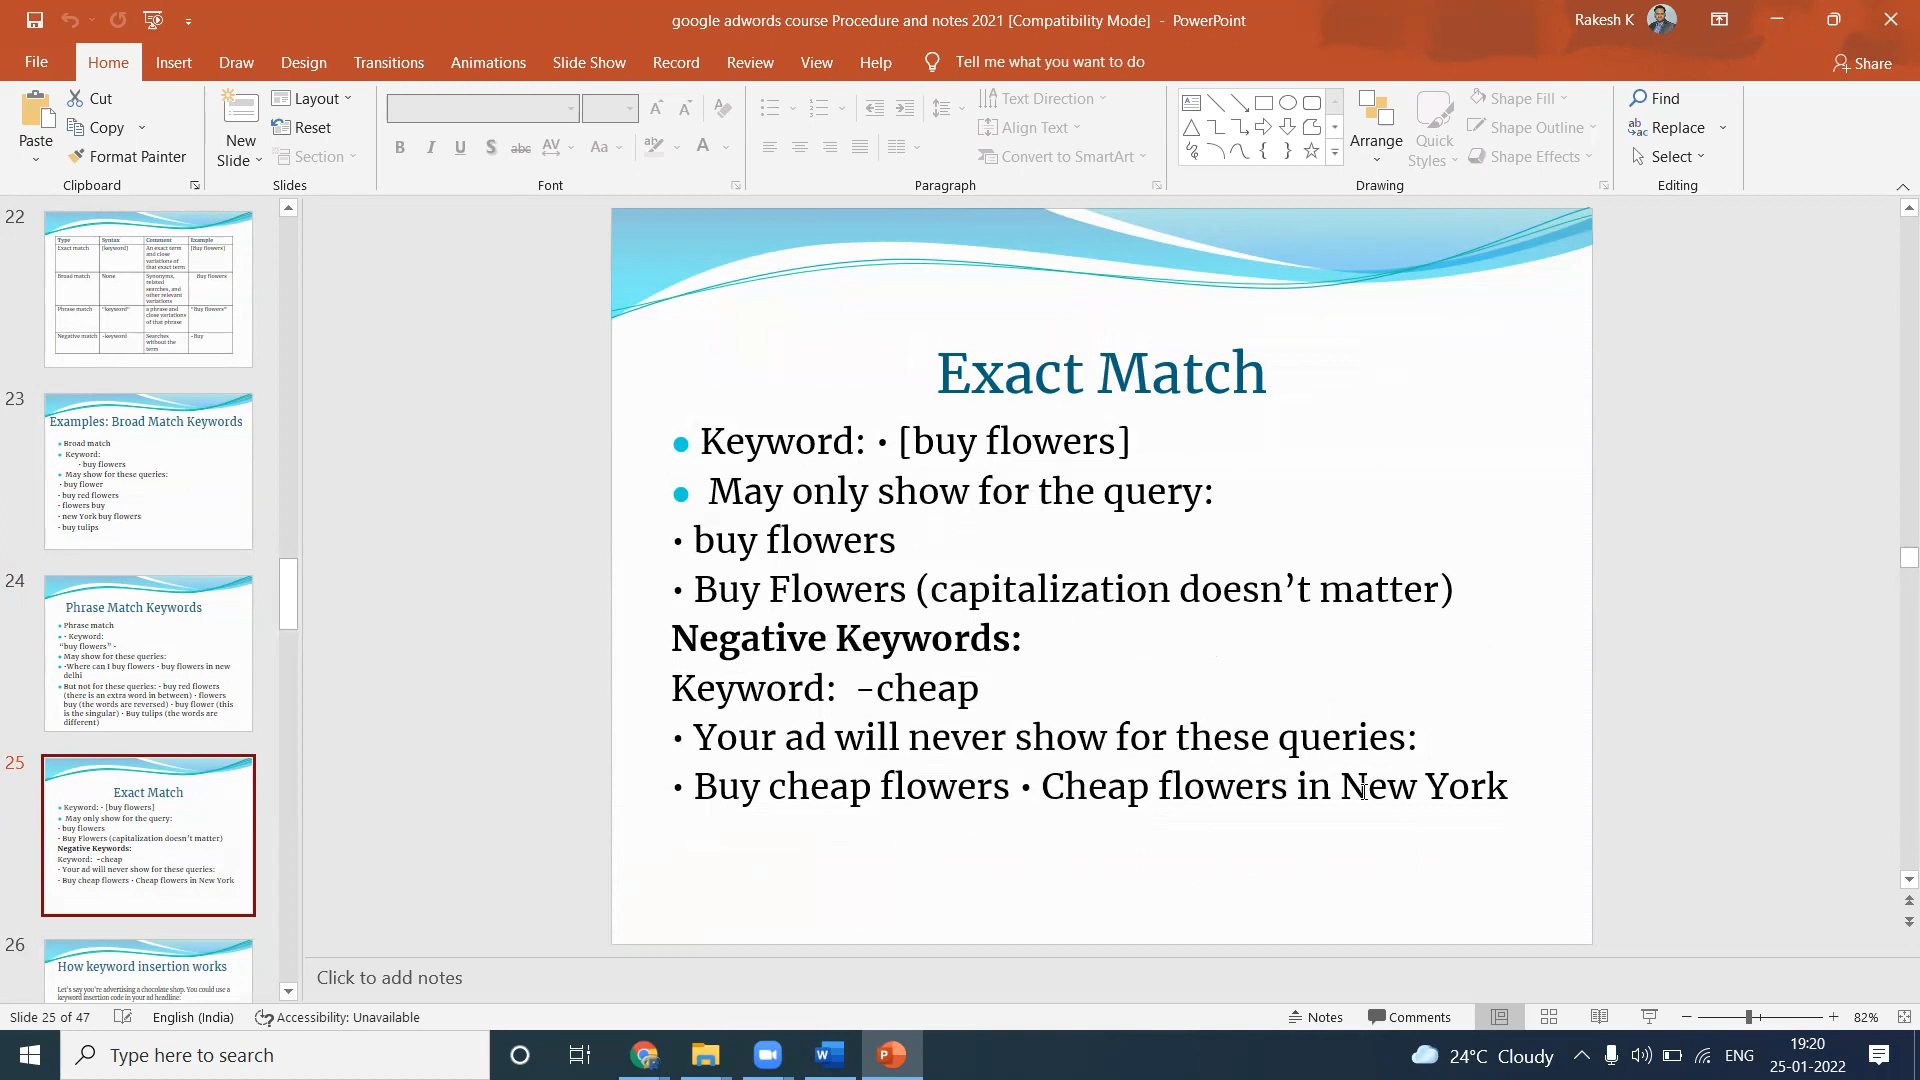 google adwords course Procedure and notes 2021 [Compatibility Mode] - PowerPoint
Rakesh K
File Home Insert Draw Design Transitions Animations Slide Show Record Review View Help Tell me what you want to do
Share
Paste
Cut
Copy
Format Painter
Clipboard
New Slide
Layout
Reset
Section
Slides
Font
Text Direction
Align Text
Convert to SmartArt
Paragraph
Arrange
Quick Styles
Shape Fill
Shape Outline
Shape Effects
Drawing
Find
Replace
Select
Editing
22
Type Syntax Comment Example
Exact match [keyword] An exact term and close variations of that exact term [Buy flowers]
Broad match None Synonyms, related searches, and other relevant variations Buy flowers
Phrase match "keyword" a phrase and close variations of that phrase "Buy flowers"
Negative match -keyword Searches without the term -Buy
23
Examples: Broad Match Keywords
Broad match
Keyword:
• buy flowers
May show for these queries:
• buy flower
• buy red flowers
• flowers buy
• new York buy flowers
• buy tulips
24
Phrase Match Keywords
Phrase match
• Keyword:
"buy flowers" •
May show for these queries:
•Where can I buy flowers • buy flowers in new
delhi
But not for these queries: • buy red flowers
(there is an extra word in between) • flowers
buy (the words are reversed) • buy flower (this
is the singular) • Buy tulips (the words are
different)
25
Exact Match
Keyword: • [buy flowers]
May only show for the query:
• buy flowers
• Buy Flowers (capitalization doesn't matter)
Negative Keywords:
Keyword: -cheap
• Your ad will never show for these queries:
• Buy cheap flowers • Cheap flowers in New York
26
How keyword insertion works
Let's say you're advertising a chocolate shop. You could use a
keyword insertion code in your ad headline:
Exact Match
Keyword: • [buy flowers]
May only show for the query:
• buy flowers
• Buy Flowers (capitalization doesn’t matter)
Negative Keywords:
Keyword: -cheap
• Your ad will never show for these queries:
• Buy cheap flowers • Cheap flowers in New York
Click to add notes
Slide 25 of 47 English (India) Accessibility: Unavailable Notes Comments 82%
Type here to search
24°C Cloudy ENG
19:20
25-01-2022